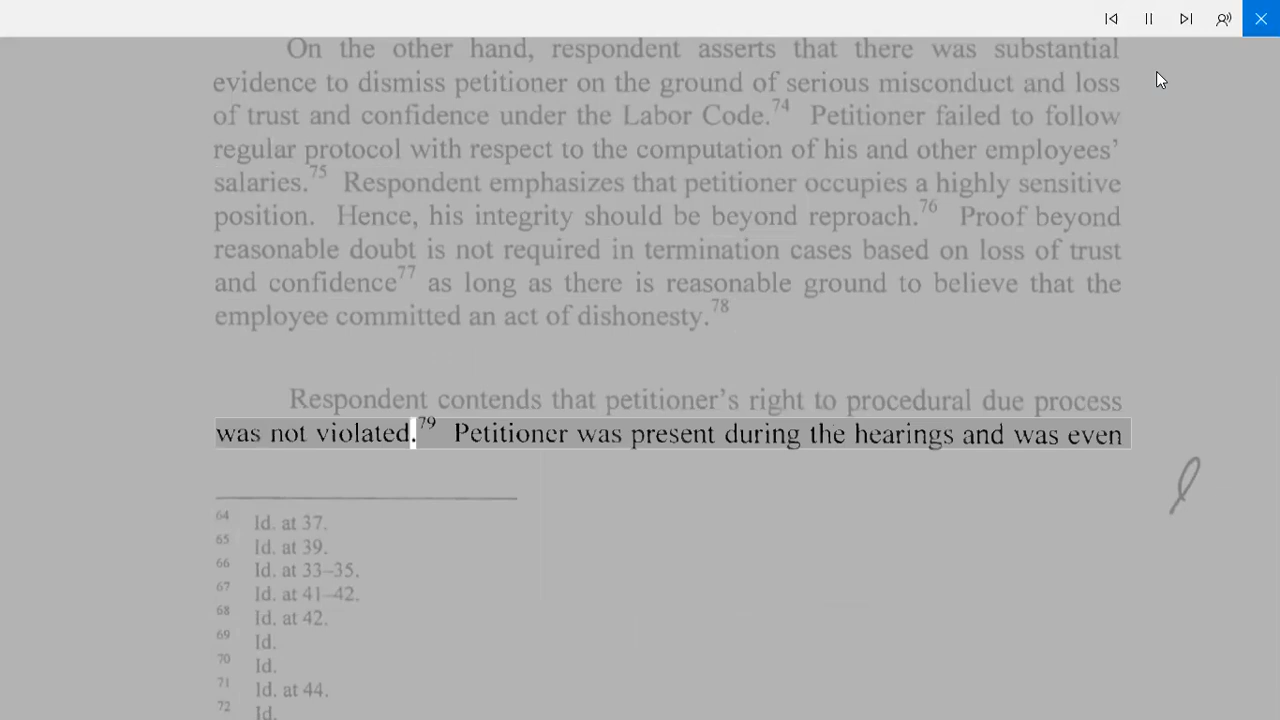 On the other hand, respondent asserts that there was substantial
evidence to dismiss petitioner on the ground of serious misconduct and loss
of trust and confidence under the Labor Code.74 Petitioner failed to follow
regular protocol with respect to the computation of his and other employees'
salaries.75 Respondent emphasizes that petitioner occupies a highly sensitive
position. Hence, his integrity should be beyond reproach.76 Proof beyond
reasonable doubt is not required in termination cases based on loss of trust
and confidence77 as long as there is reasonable ground to believe that the
employee committed an act of dishonesty.78
Respondent contends that petitioner's right to procedural due process
was not violated.79 Petitioner was present during the hearings and was even
64 Id. at 37.
65 Id. at 39.
66 Id. at 33–35.
67 Id. at 41–42.
68 Id. at 42.
69 Id.
70 Id.
71 Id. at 44.
72 Id.